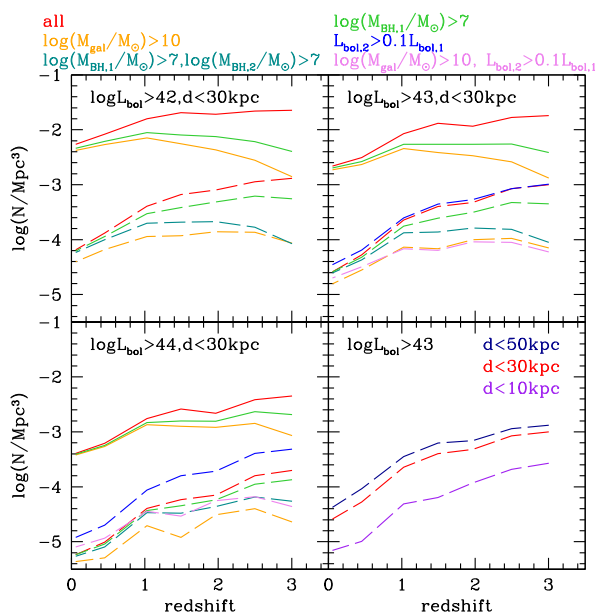 all
log(M_BH,1/M_⊙)>7
log(M_gal/M_⊙)>10
L_bol,2>0.1L_bol,1
log(M_BH,1/M_⊙)>7,log(M_BH,2/M_⊙)>7
log(M_gal/M_⊙)>10, L_bol,2>0.1L_bol,1
logL_bol>42,d<30kpc
logL_bol>43,d<30kpc
-1
-2
-3
-4
-5
log(N/Mpc³)
logL_bol>44,d<30kpc
logL_bol>43
d<50kpc
d<30kpc
d<10kpc
-1
-2
-3
-4
-5
log(N/Mpc³)
0 1 2 3
0 1 2 3
redshift
redshift